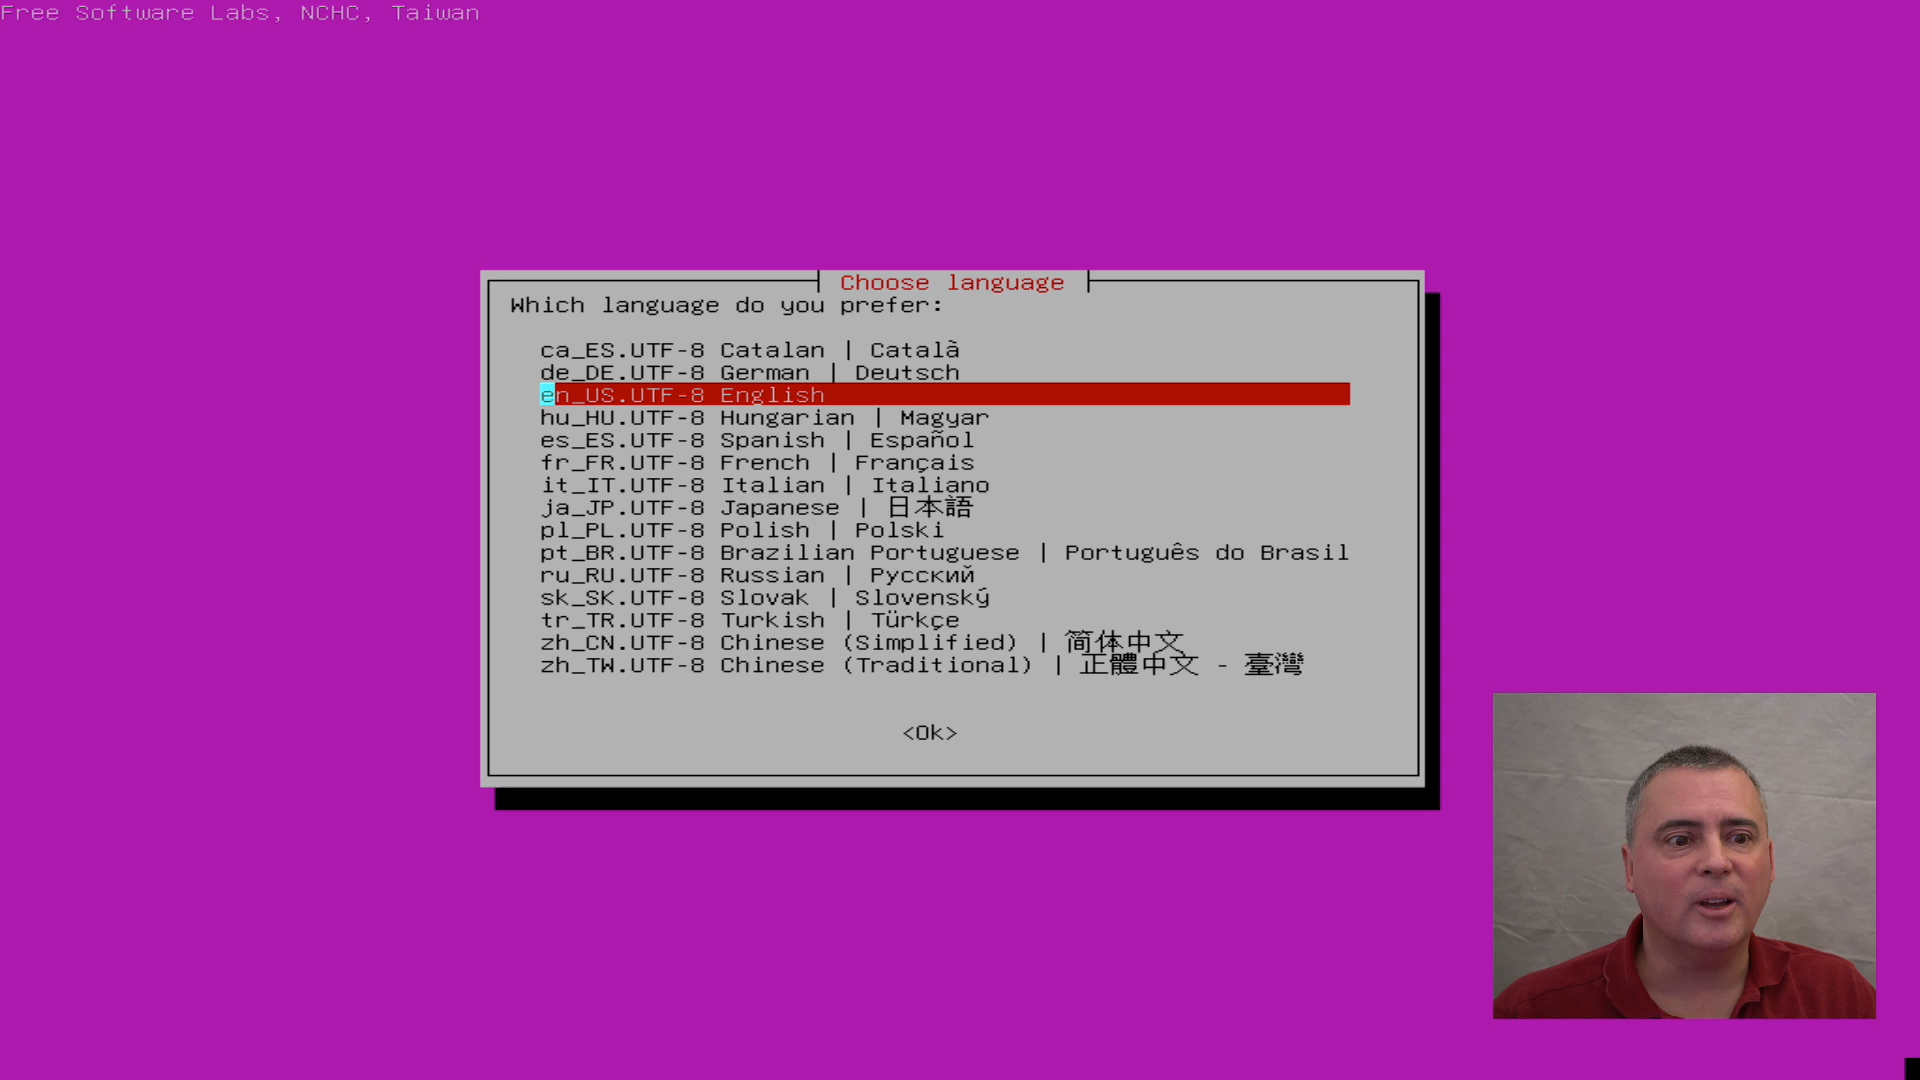 Free Software Labs, NCHC, Taiwan
Choose language
Which language do you prefer:
ca_ES.UTF-8 Catalan | Català
de_DE.UTF-8 German | Deutsch
en_US.UTF-8 English
hu_HU.UTF-8 Hungarian | Magyar
es_ES.UTF-8 Spanish | Español
fr_FR.UTF-8 French | Français
it_IT.UTF-8 Italian | Italiano
ja_JP.UTF-8 Japanese | 日本語
pl_PL.UTF-8 Polish | Polski
pt_BR.UTF-8 Brazilian Portuguese | Português do Brasil
ru_RU.UTF-8 Russian | Русский
sk_SK.UTF-8 Slovak | Slovenský
tr_TR.UTF-8 Turkish | Türkçe
zh_CN.UTF-8 Chinese (Simplified) | 简体中文
zh_TW.UTF-8 Chinese (Traditional) | 正體中文 - 臺灣
<Ok>